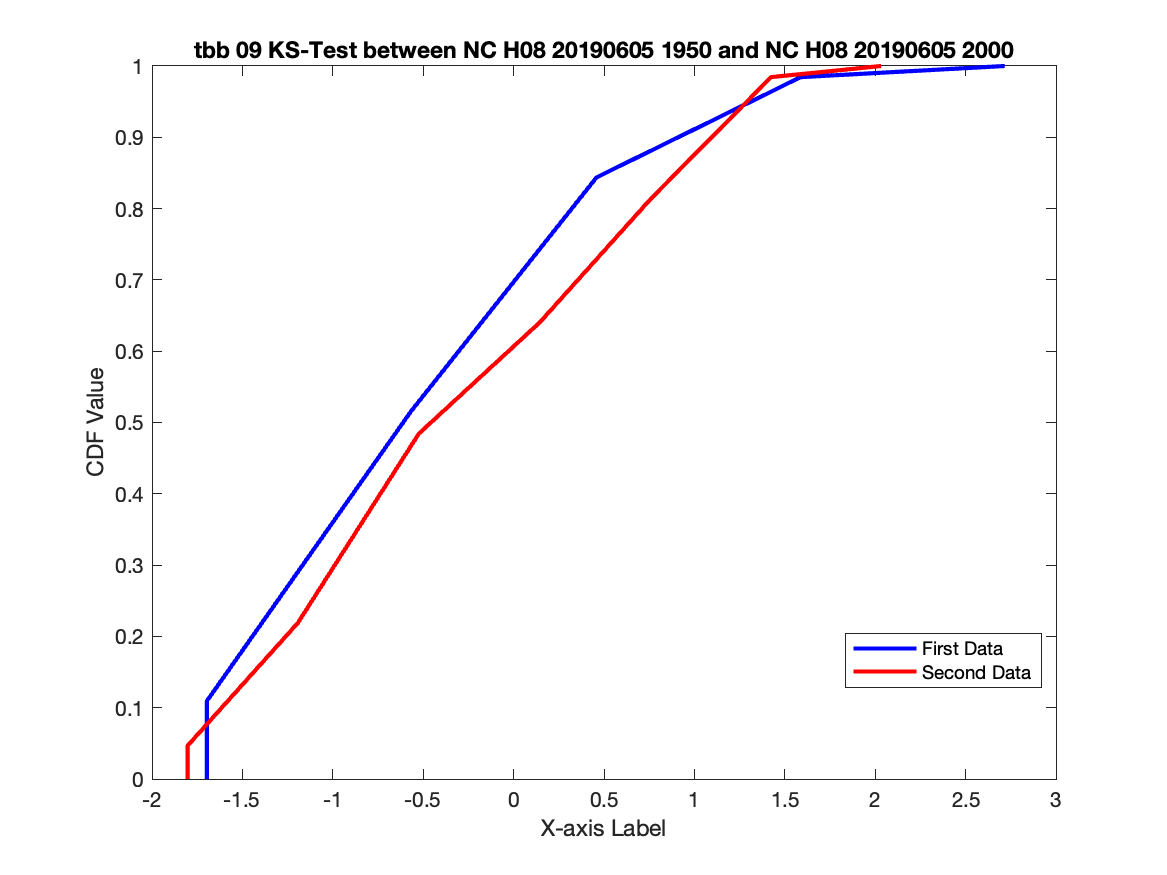 tbb 09 KS-Test between NC H08 20190605 1950 and NC H08 20190605 2000
1
0.9
0.8
0.7
0.6
0.5
0.4
0.3
0.2
0.1
0
CDF Value
First Data
Second Data
-2 -1.5 -1 -0.5 0 0.5 1 1.5 2 2.5 3
X-axis Label